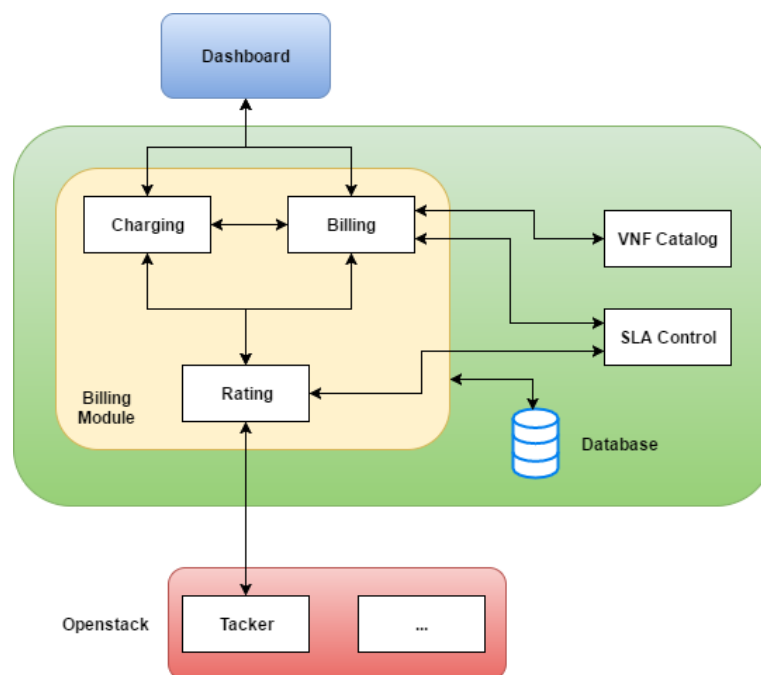 Dashboard
Charging
Billing
VNF Catalog
SLA Control
Rating
Billing
Module
Database
Openstack
Tacker
...